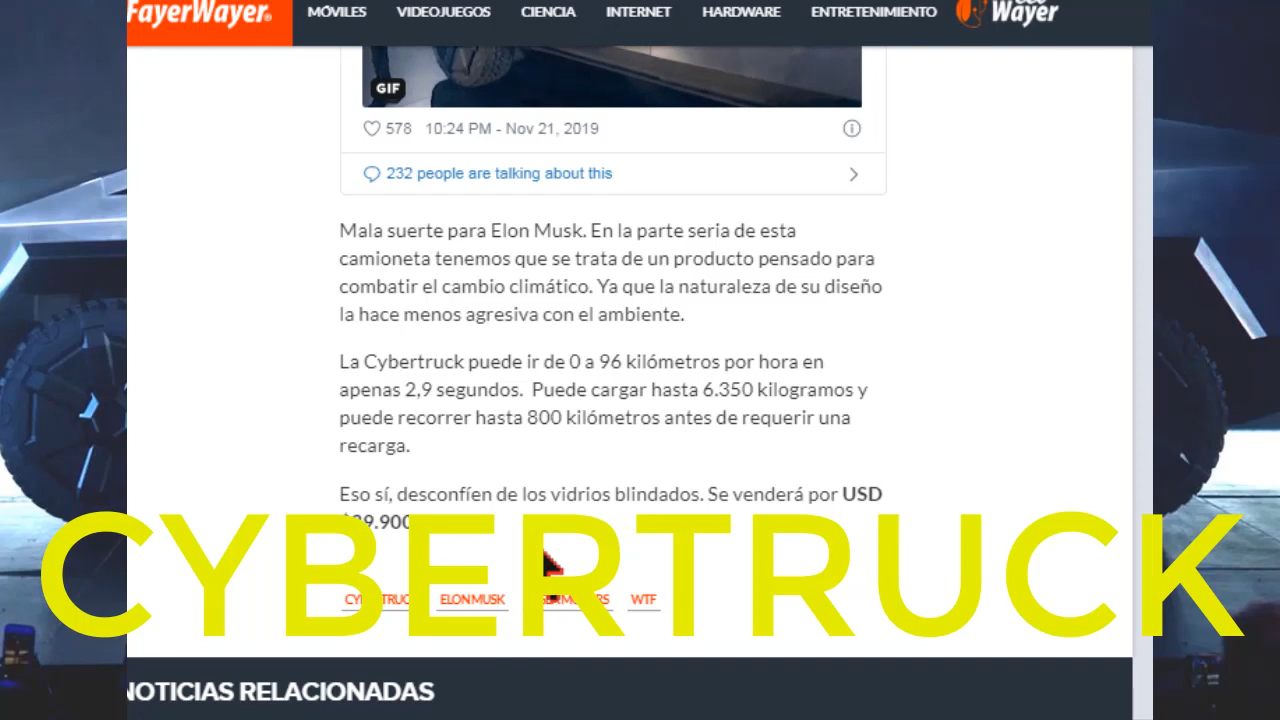 FayerWayer
MÓVILES VIDEOJUEGOS CIENCIA INTERNET HARDWARE ENTRETENIMIENTO
Wayer
GIF
578 10:24 PM - Nov 21, 2019
232 people are talking about this
Mala suerte para Elon Musk. En la parte seria de esta
camioneta tenemos que se trata de un producto pensado para
combatir el cambio climático. Ya que la naturaleza de su diseño
la hace menos agresiva con el ambiente.
La Cybertruck puede ir de 0 a 96 kilómetros por hora en
apenas 2,9 segundos. Puede cargar hasta 6.350 kilogramos y
puede recorrer hasta 800 kilómetros antes de requerir una
recarga.
Eso sí, desconfíen de los vidrios blindados. Se venderá por USD
CYBERTRUCK
ELON MUSK WTF
NOTICIAS RELACIONADAS